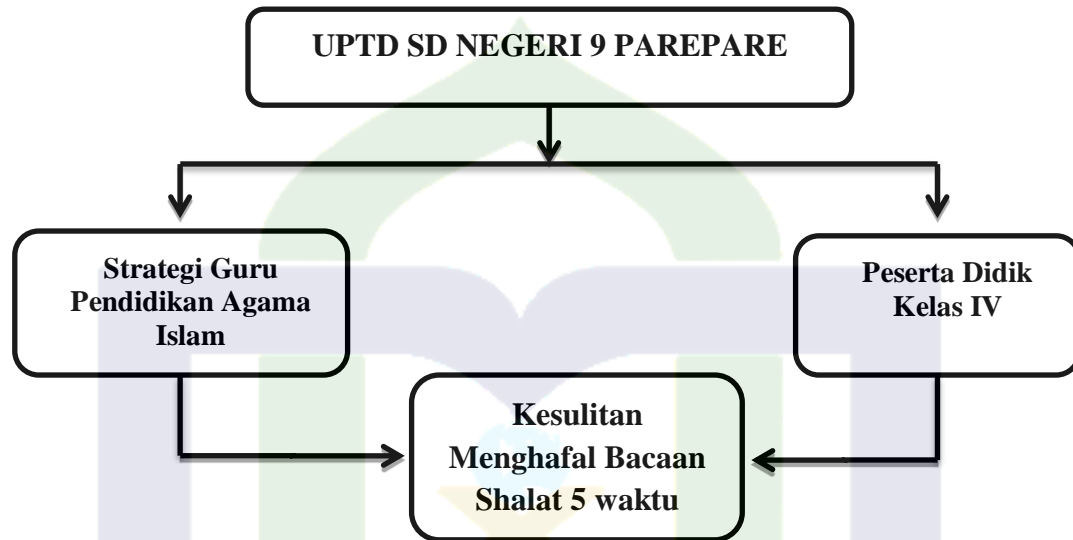 UPTD SD NEGERI 9 PAREPARE
Strategi Guru
Pendidikan Agama
Islam
Peserta Didik
Kelas IV
Kesulitan
Menghafal Bacaan
Shalat 5 waktu